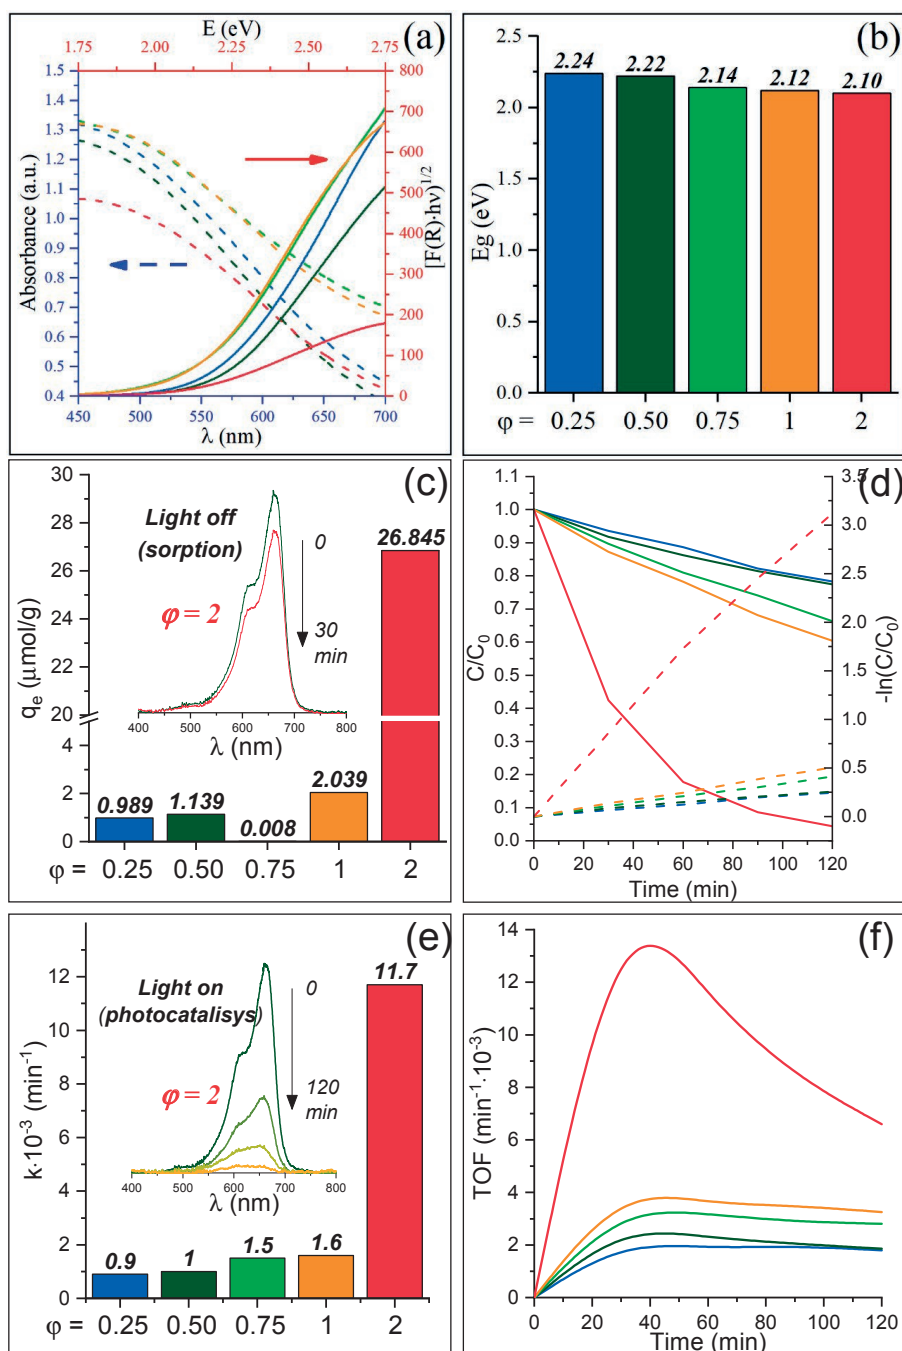 E (eV)
1.75 2.00 2.25 2.50 2.75
(a)
1.5
1.4
1.3
1.2
1.1
1.0
0.9
0.8
0.7
0.6
0.5
0.4
Absorbance (a.u.)
800
700
600
500
400
300
200
100
0
[F(R)·hν)^1/2
450 500 550 600 650 700
λ (nm)
(b)
2.5
2.0
1.5
1.0
0.5
0.0
Eg (eV)
2.24 2.22 2.14 2.12 2.10
φ = 0.25 0.50 0.75 1 2
(c)
30
29
28
27
26
25
24
23
22
21
20
4
2
0
qe (μmol/g)
Light off
(sorption)
φ = 2
0
30
min
400 500 600 700 800
λ (nm)
0.989 1.139 0.008 2.039 26.845
φ = 0.25 0.50 0.75 1 2
(d)
1.1
1.0
0.9
0.8
0.7
0.6
0.5
0.4
0.3
0.2
0.1
0.0
C/C0
3.5
3.0
2.5
2.0
1.5
1.0
0.5
0.0
-ln(C/C0)
0 20 40 60 80 100 120
Time (min)
(e)
12
10
8
6
4
2
0
k·10^-3 (min^-1)
Light on
(photocatalisys)
φ = 2
0
120
min
400 500 600 700 800
λ (nm)
0.9 1 1.5 1.6 11.7
φ = 0.25 0.50 0.75 1 2
(f)
14
12
10
8
6
4
2
0
TOF (min^-1·10^-3)
0 20 40 60 80 100 120
Time (min)